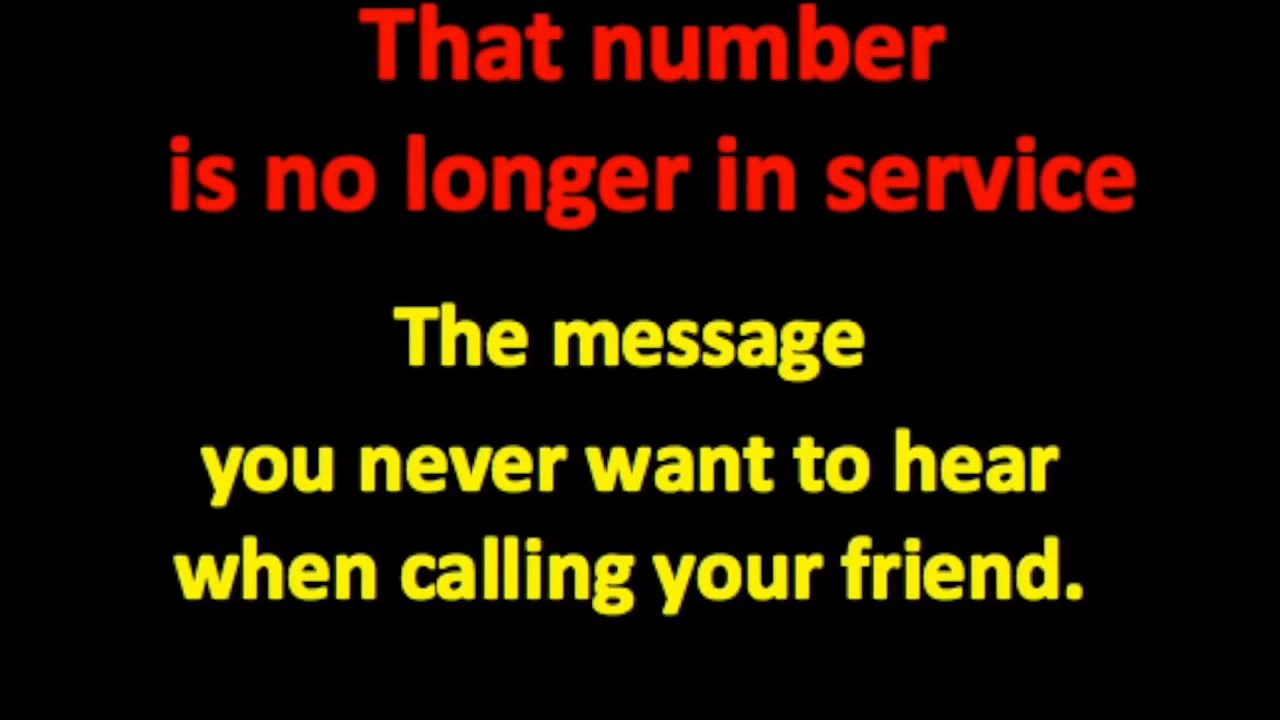 That number
is no longer in service
The message
you never want to hear
when calling your friend.